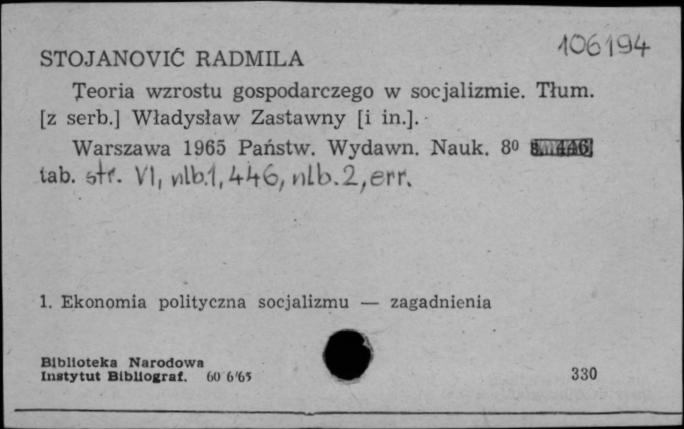 106194
STOJANOVIĆ RADMILA
Teoria wzrostu gospodarczego w socjalizmie. Tłum.
[z serb.] Władysław Zastawny [i in.].
Warszawa 1965 Państw. Wydawn. Nauk. 8⁰ s. 446
tab. str. VI, nlb.1, 446, nlb.2, err.
1. Ekonomia polityczna socjalizmu — zagadnienia
Biblioteka Narodowa
Instytut Bibliograf. 60 6'65
330